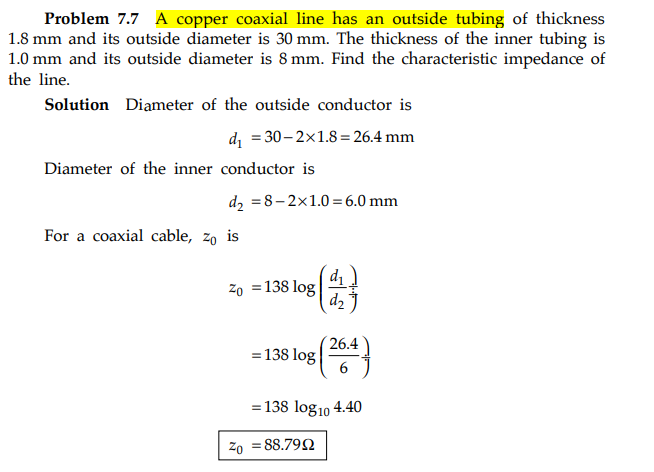 Problem 7.7 A copper coaxial line has an outside tubing of thickness
1.8 mm and its outside diameter is 30 mm. The thickness of the inner tubing is
1.0 mm and its outside diameter is 8 mm. Find the characteristic impedance of
the line.
Solution Diameter of the outside conductor is
d₁ = 30 – 2×1.8 = 26.4 mm
Diameter of the inner conductor is
d₂ = 8 – 2×1.0 = 6.0 mm
For a coaxial cable, z₀ is
z₀ = 138 log (d₁/d₂)
= 138 log (26.4/6)
= 138 log₁₀ 4.40
z₀ = 88.79Ω